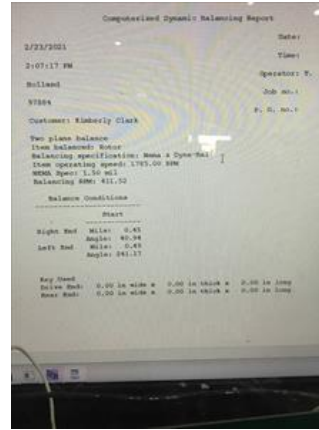 Computerized Dynamic Balancing Report
Date:
2/23/2021
Time:
2:07:17 PM
Operator: T.
Holland
Job no.:
97884
P. O. no.:
Customer: Kimberly Clark
Two plane balance
Item balanced: Rotor
Balancing specification: Nema & Dyna-Bal
Item operating speed: 1785.00 RPM
NEMA Spec: 1.50 mil
Balancing RPM: 411.52
Balance Conditions
Start
Right End Mils: 0.41
Angle: 40.94
Left End Mils: 0.45
Angle: 241.17
Key Used
Drive End: 0.00 in wide x 0.00 in thick x 0.00 in long
Rear End: 0.00 in wide x 0.00 in thick x 0.00 in long